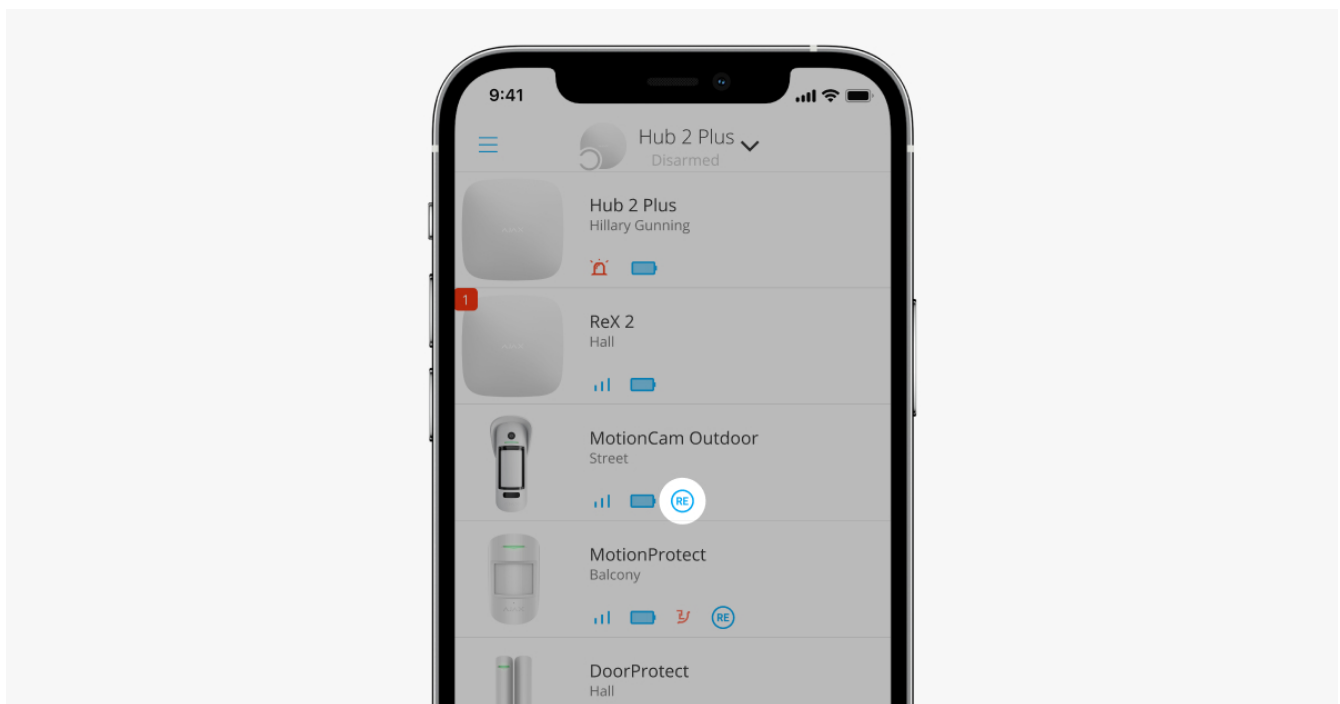 9:41
Hub 2 Plus
Disarmed
Hub 2 Plus
Hillary Gunning
1
ReX 2
Hall
MotionCam Outdoor
Street
RE
MotionProtect
Balcony
RE
DoorProtect
Hall